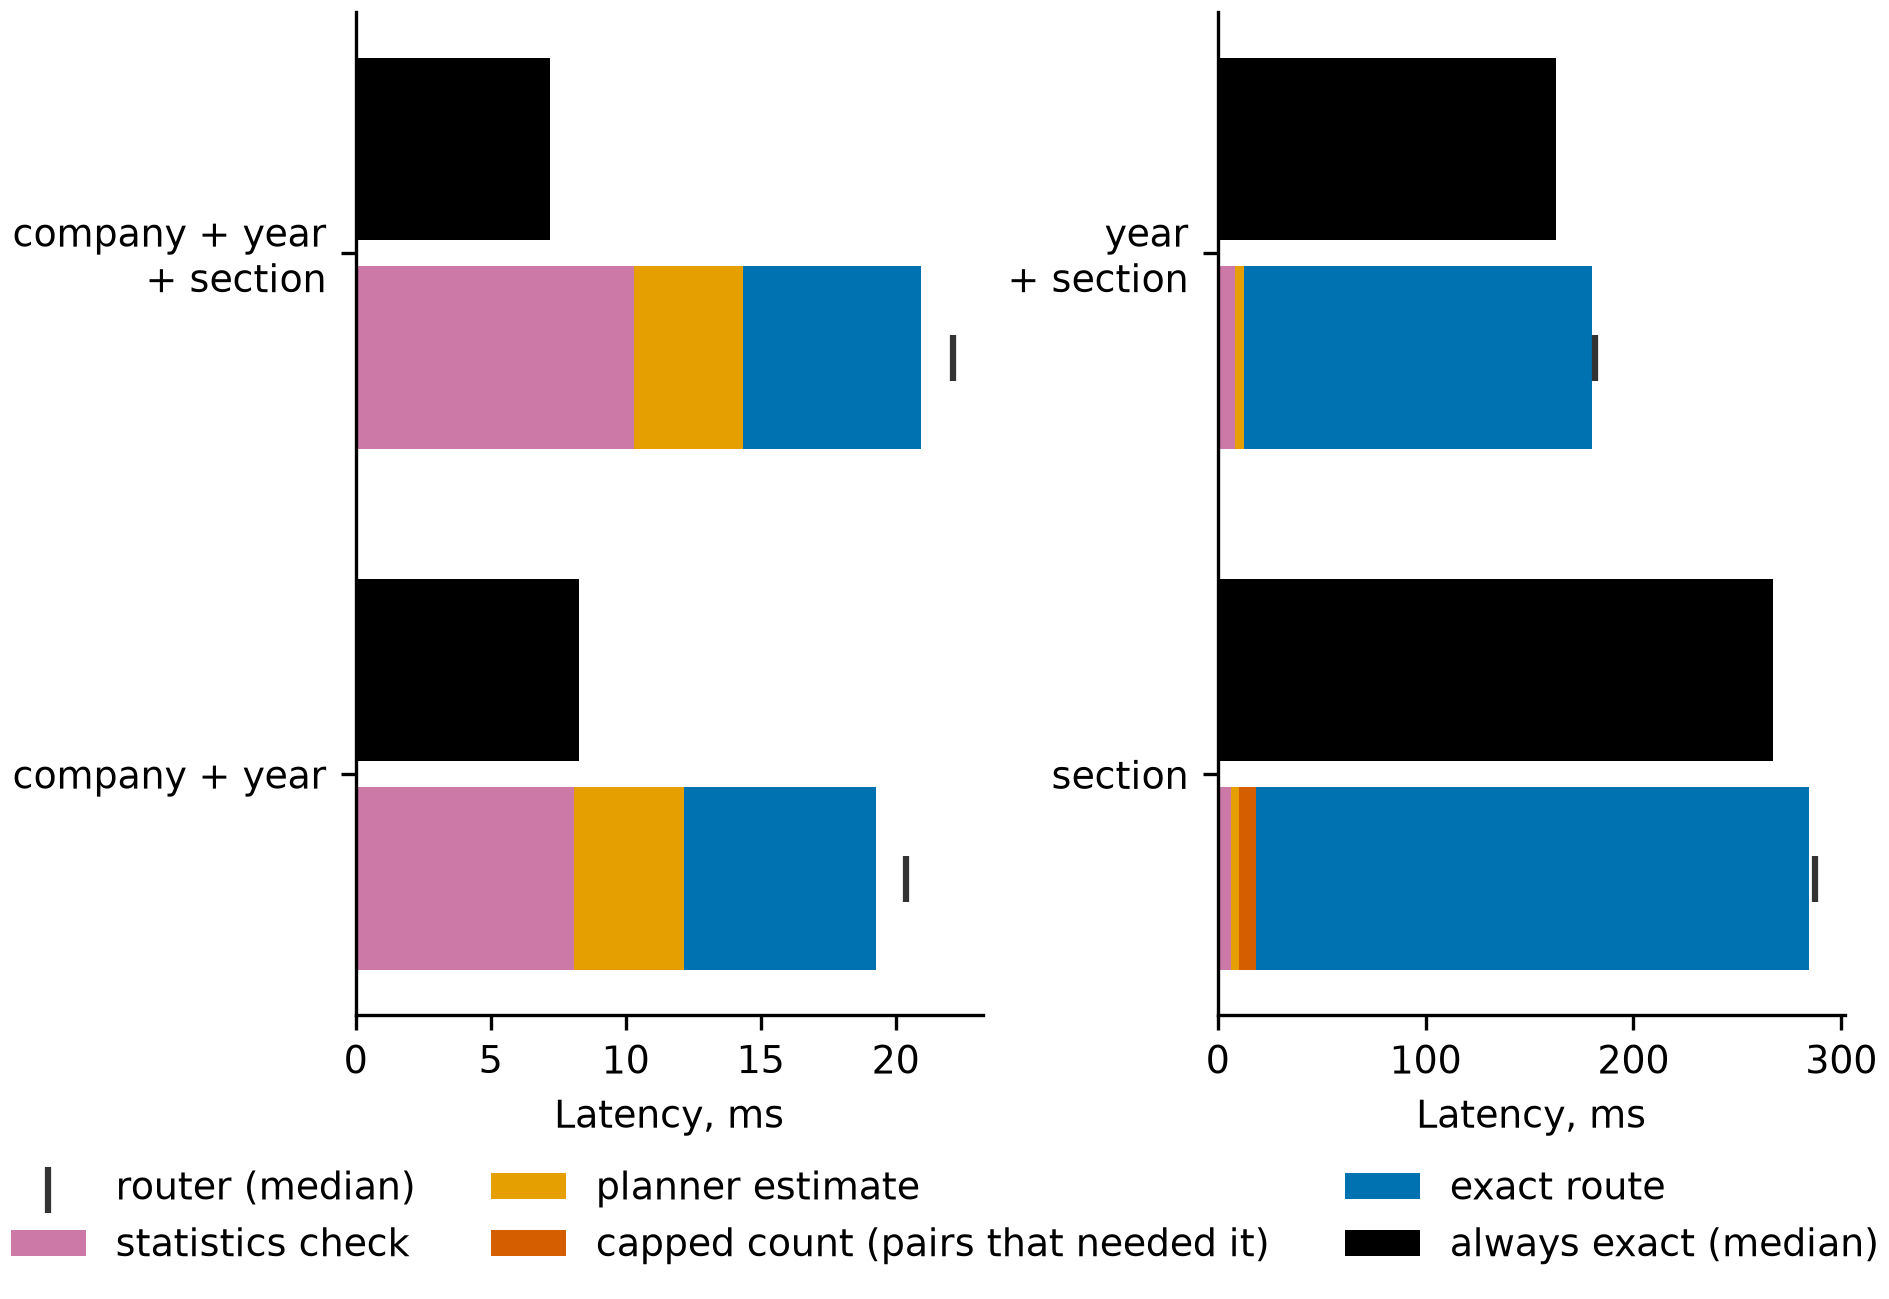 company + year
+ section
company + year
0 5 10 15 20
Latency, ms
year
+ section
section
0 100 200 300
Latency, ms
router (median)
statistics check
planner estimate
capped count (pairs that needed it)
exact route
always exact (median)